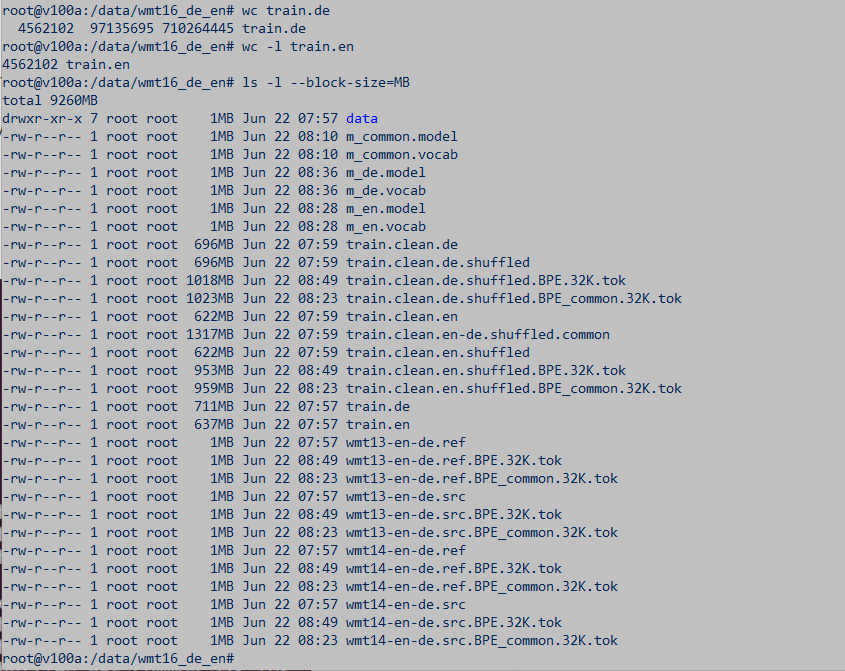 root@v100a:/data/wmt16_de_en# wc train.de
  4562102  97135695 710264445 train.de
root@v100a:/data/wmt16_de_en# wc -l train.en
4562102 train.en
root@v100a:/data/wmt16_de_en# ls -l --block-size=MB
total 9260MB
drwxr-xr-x 7 root root    1MB Jun 22 07:57 data
-rw-r--r-- 1 root root    1MB Jun 22 08:10 m_common.model
-rw-r--r-- 1 root root    1MB Jun 22 08:10 m_common.vocab
-rw-r--r-- 1 root root    1MB Jun 22 08:36 m_de.model
-rw-r--r-- 1 root root    1MB Jun 22 08:36 m_de.vocab
-rw-r--r-- 1 root root    1MB Jun 22 08:28 m_en.model
-rw-r--r-- 1 root root    1MB Jun 22 08:28 m_en.vocab
-rw-r--r-- 1 root root  696MB Jun 22 07:59 train.clean.de
-rw-r--r-- 1 root root  696MB Jun 22 07:59 train.clean.de.shuffled
-rw-r--r-- 1 root root 1018MB Jun 22 08:49 train.clean.de.shuffled.BPE.32K.tok
-rw-r--r-- 1 root root 1023MB Jun 22 08:23 train.clean.de.shuffled.BPE_common.32K.tok
-rw-r--r-- 1 root root  622MB Jun 22 07:59 train.clean.en
-rw-r--r-- 1 root root 1317MB Jun 22 07:59 train.clean.en-de.shuffled.common
-rw-r--r-- 1 root root  622MB Jun 22 07:59 train.clean.en.shuffled
-rw-r--r-- 1 root root  953MB Jun 22 08:49 train.clean.en.shuffled.BPE.32K.tok
-rw-r--r-- 1 root root  959MB Jun 22 08:23 train.clean.en.shuffled.BPE_common.32K.tok
-rw-r--r-- 1 root root  711MB Jun 22 07:57 train.de
-rw-r--r-- 1 root root  637MB Jun 22 07:57 train.en
-rw-r--r-- 1 root root    1MB Jun 22 07:57 wmt13-en-de.ref
-rw-r--r-- 1 root root    1MB Jun 22 08:49 wmt13-en-de.ref.BPE.32K.tok
-rw-r--r-- 1 root root    1MB Jun 22 08:23 wmt13-en-de.ref.BPE_common.32K.tok
-rw-r--r-- 1 root root    1MB Jun 22 07:57 wmt13-en-de.src
-rw-r--r-- 1 root root    1MB Jun 22 08:49 wmt13-en-de.src.BPE.32K.tok
-rw-r--r-- 1 root root    1MB Jun 22 08:23 wmt13-en-de.src.BPE_common.32K.tok
-rw-r--r-- 1 root root    1MB Jun 22 07:57 wmt14-en-de.ref
-rw-r--r-- 1 root root    1MB Jun 22 08:49 wmt14-en-de.ref.BPE.32K.tok
-rw-r--r-- 1 root root    1MB Jun 22 08:23 wmt14-en-de.ref.BPE_common.32K.tok
-rw-r--r-- 1 root root    1MB Jun 22 07:57 wmt14-en-de.src
-rw-r--r-- 1 root root    1MB Jun 22 08:49 wmt14-en-de.src.BPE.32K.tok
-rw-r--r-- 1 root root    1MB Jun 22 08:23 wmt14-en-de.src.BPE_common.32K.tok
root@v100a:/data/wmt16_de_en#